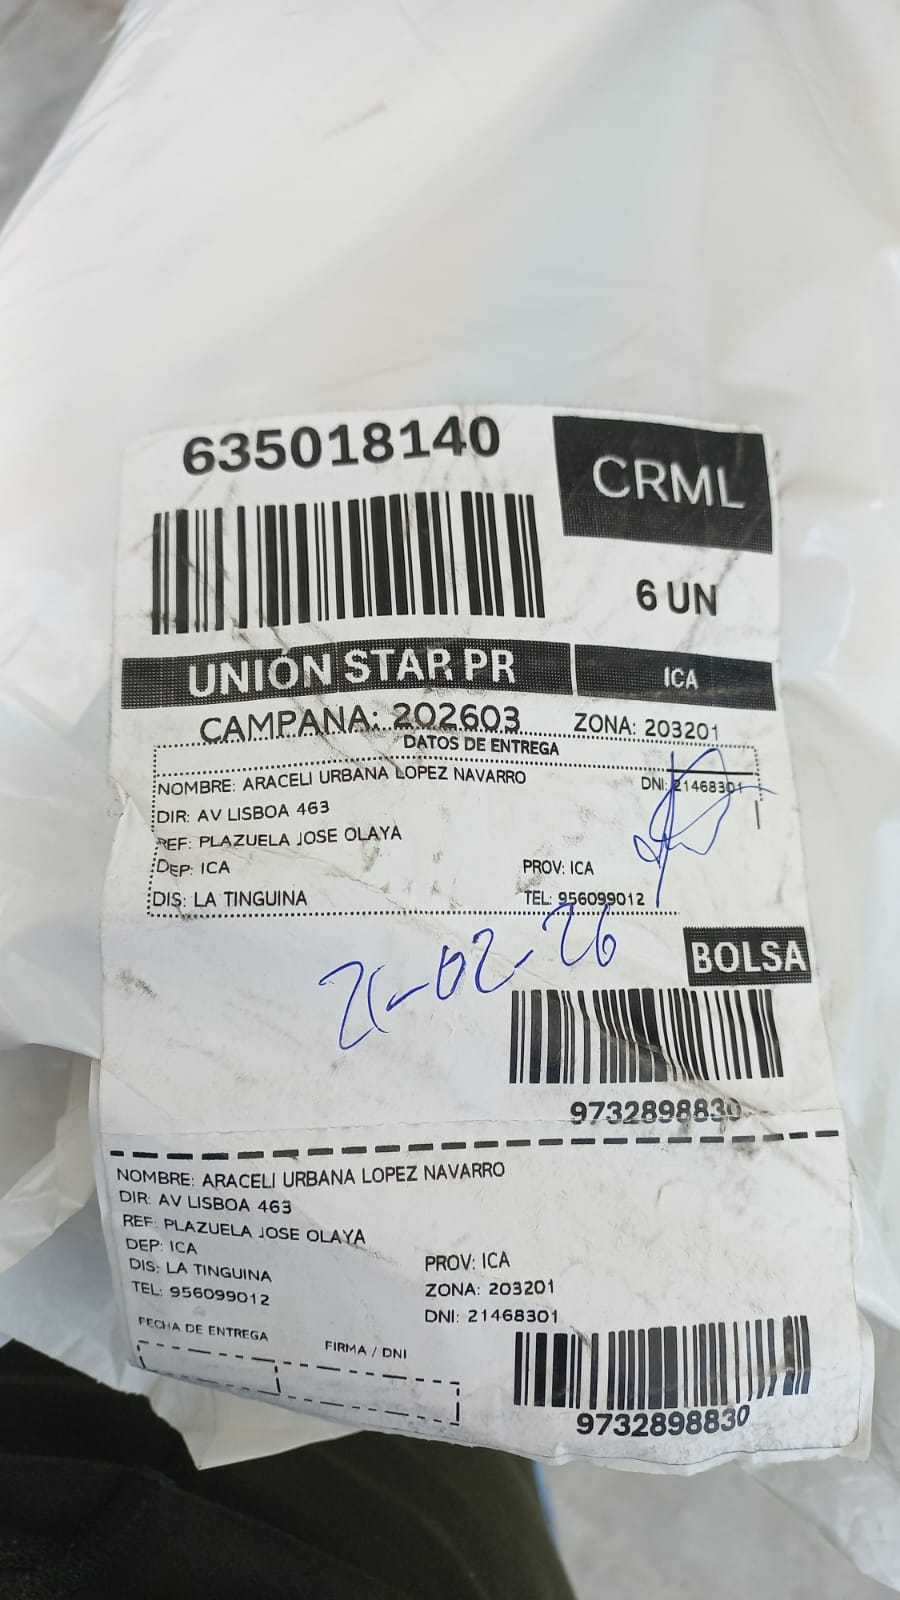 635018140
CRML
6 UN
UNIÓN STAR PR ICA
CAMPAÑA: 202603 ZONA: 203201
DATOS DE ENTREGA
NOMBRE: ARACELI URBANA LOPEZ NAVARRO DNI: 21468301
DIR: AV LISBOA 463
REF: PLAZUELA JOSE OLAYA
DEP: ICA PROV: ICA
DIS: LA TINGUINA TEL: 956099012
21-02-26
BOLSA
9732898830
NOMBRE: ARACELI URBANA LOPEZ NAVARRO
DIR: AV LISBOA 463
REF: PLAZUELA JOSE OLAYA
DEP: ICA PROV: ICA
DIS: LA TINGUINA ZONA: 203201
TEL: 956099012 DNI: 21468301
FECHA DE ENTREGA FIRMA / DNI
9732898830